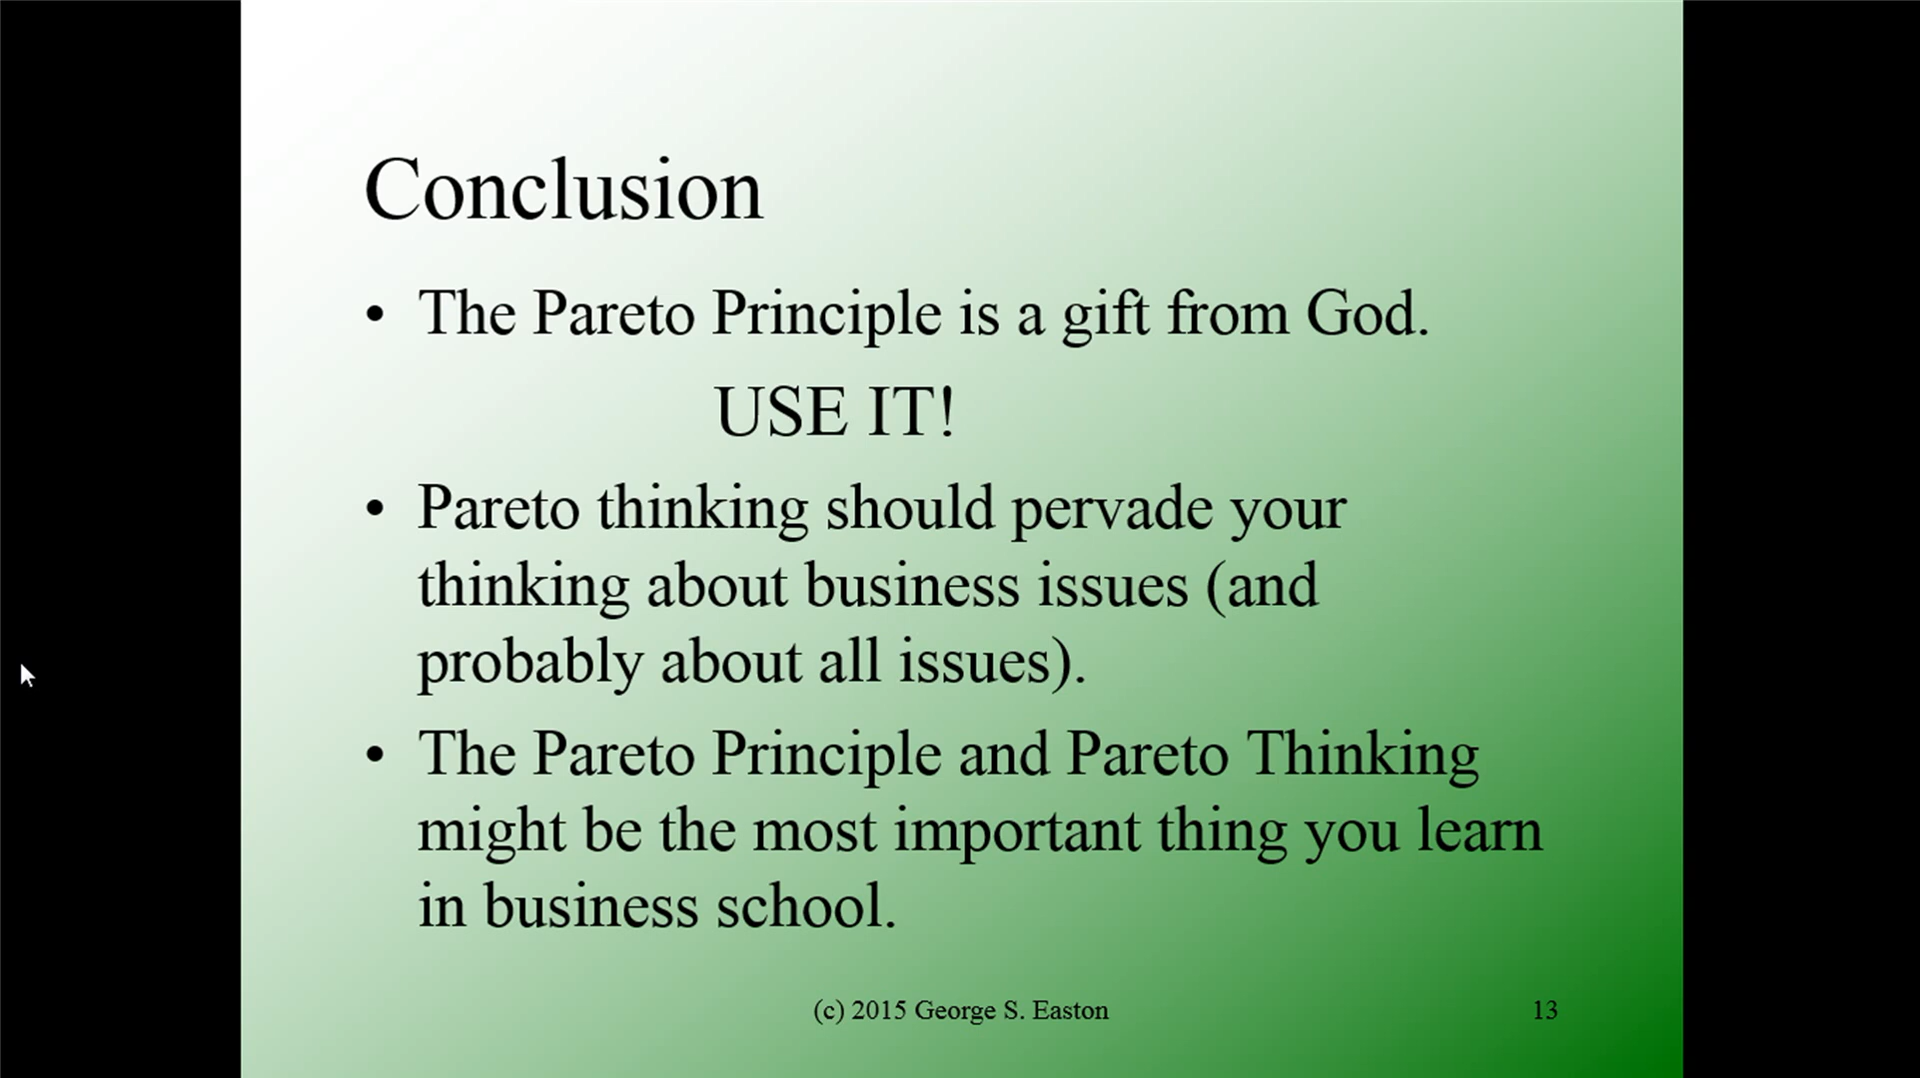 Conclusion
• The Pareto Principle is a gift from God.
USE IT!
• Pareto thinking should pervade your
thinking about business issues (and
probably about all issues).
• The Pareto Principle and Pareto Thinking
might be the most important thing you learn
in business school.
(c) 2015 George S. Easton
13